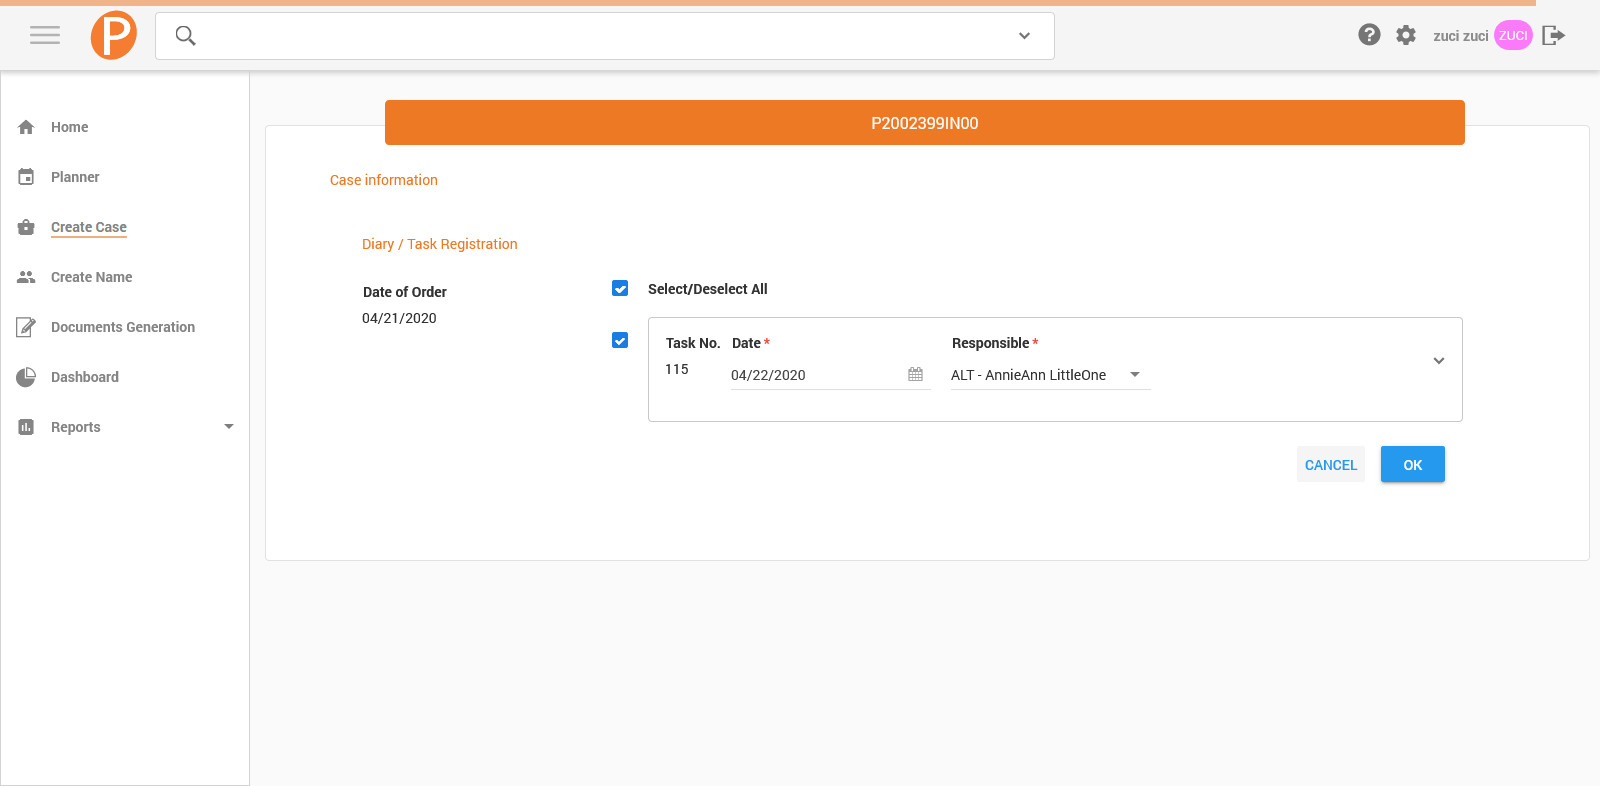 P
zuci zuci ZUCI
Home
Planner
Create Case
Create Name
Documents Generation
Dashboard
Reports
P2002399IN00
Case information
Diary / Task Registration
Date of Order
04/21/2020
Select/Deselect All
Task No. Date * Responsible *
115 04/22/2020 ALT - AnnieAnn LittleOne
CANCEL OK